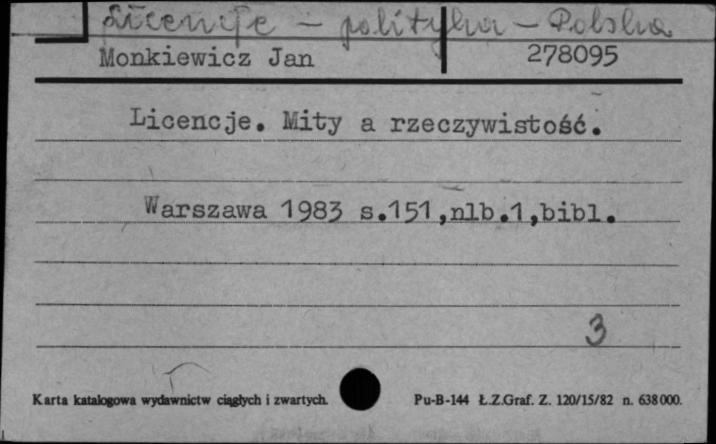 Licencje - polityka - Polska
Monkiewicz Jan 278095
Licencje. Mity a rzeczywistość.
Warszawa 1983 s.151,nlb.1,bibl.
3
Karta katalogowa wydawnictw ciągłych i zwartych. Pu-B-144 Ł.Z.Graf. Z. 120/15/82 n. 638000.